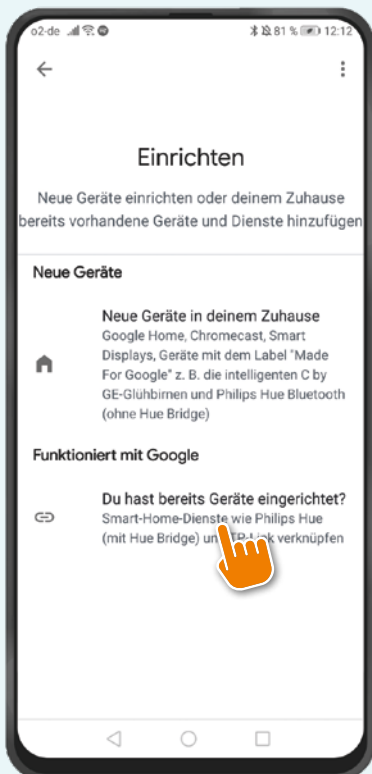 o2-de 81 % 12:12
Einrichten
Neue Geräte einrichten oder deinem Zuhause
bereits vorhandene Geräte und Dienste hinzufügen
Neue Geräte
Neue Geräte in deinem Zuhause
Google Home, Chromecast, Smart
Displays, Geräte mit dem Label "Made
For Google" z. B. die intelligenten C by
GE-Glühbirnen und Philips Hue Bluetooth
(ohne Hue Bridge)
Funktioniert mit Google
Du hast bereits Geräte eingerichtet?
Smart-Home-Dienste wie Philips Hue
(mit Hue Bridge) und TP-Link verknüpfen